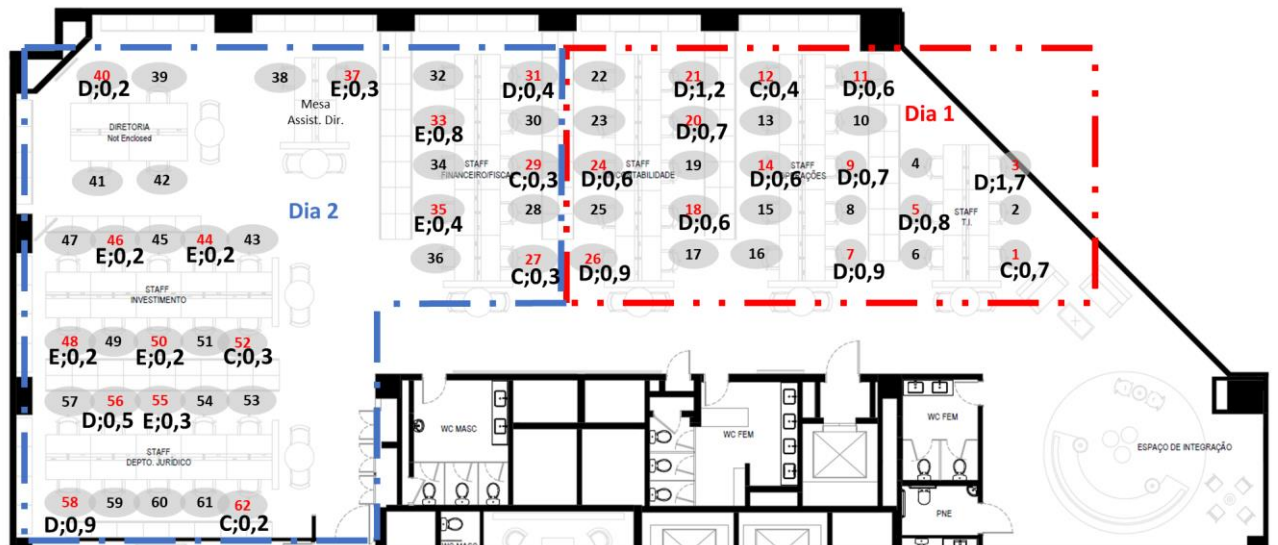 40 39 38 37 32 31 22 21 12 11
D;0,2 E;0,3 D;0,4 D;1,2 C;0,4 D;0,6
Mesa
Assist. Dir.
Dia 1
DIRETORIA
Not Enclosed
33 30 23 20 13 10
E;0,8 D;0,7
34 STAFF 29 24 STAFF 19 14 STAFF 9 4 3
FINANCEIRO/FISCAL
C;0,3 D;0,6 D;0,6 D;0,7 D;1,7
41 42
Dia 2
35 28 25 18 15 8 5 STAFF 2
T.I.
E;0,4 D;0,6 D;0,8
47 46 45 44 43
E;0,2 E;0,2
36 27 26 17 16 7 6 1
C;0,3 D;0,9 D;0,9 C;0,7
STAFF
INVESTIMENTO
48 49 50 51 52
E;0,2 E;0,2 C;0,3
57 56 55 54 53
D;0,5 E;0,3
WC MASC
WC FEM
WC FEM
ESPAÇO DE INTEGRAÇÃO
STAFF
DEPTO. JURÍDICO
58 59 60 61 62
D;0,9 C;0,2
PNE
WC MASC